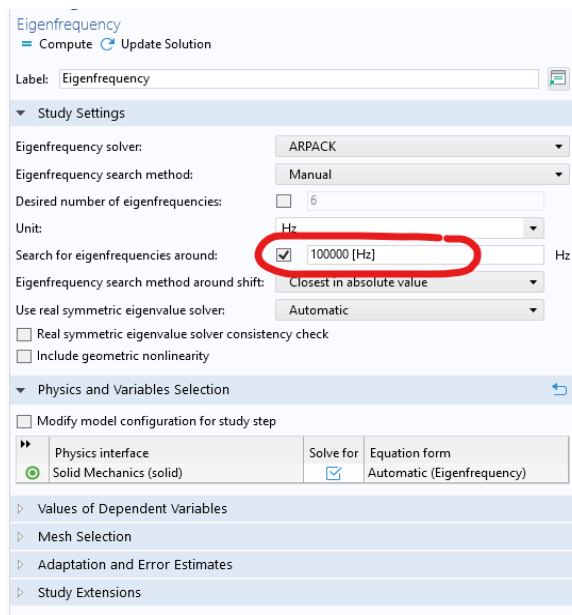 Eigenfrequency
= Compute Update Solution
Label: Eigenfrequency
Study Settings
Eigenfrequency solver: ARPACK
Eigenfrequency search method: Manual
Desired number of eigenfrequencies: 6
Unit: Hz
Search for eigenfrequencies around: 100000 [Hz] Hz
Eigenfrequency search method around shift: Closest in absolute value
Use real symmetric eigenvalue solver: Automatic
Real symmetric eigenvalue solver consistency check
Include geometric nonlinearity
Physics and Variables Selection
Modify model configuration for study step
Physics interface Solve for Equation form
Solid Mechanics (solid) Automatic (Eigenfrequency)
Values of Dependent Variables
Mesh Selection
Adaptation and Error Estimates
Study Extensions